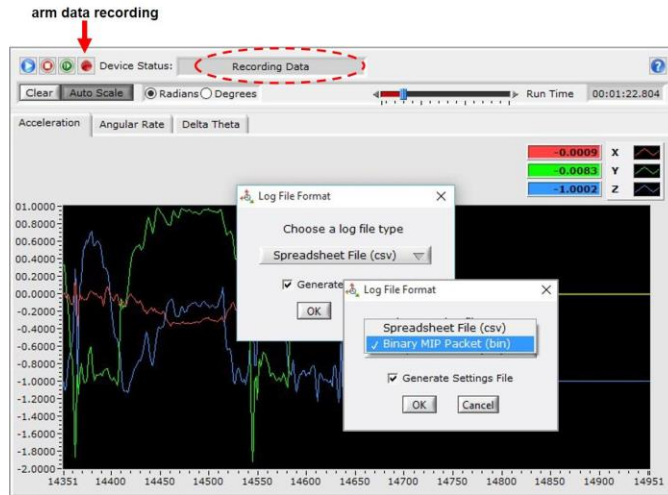 arm data recording
Device Status: Recording Data
Clear Auto Scale Radians Degrees Run Time 00:01:22.804
Acceleration Angular Rate Delta Theta
-0.0009 X
-0.0083 Y
-1.0002 Z
Log File Format
Choose a log file type
Spreadsheet File (csv)
Generate
OK
Log File Format
Spreadsheet File (csv)
Binary MIP Packet (bin)
Generate Settings File
OK Cancel
01.0000
00.8000
00.6000
00.4000
00.2000
00.0000
-0.2000
-0.4000
-0.6000
-0.8000
-1.0000
-1.2000
-1.4000
-1.6000
-1.8000
-2.0000
14351 14400 14450 14500 14550 14600 14650 14700 14750 14800 14850 14900 14951